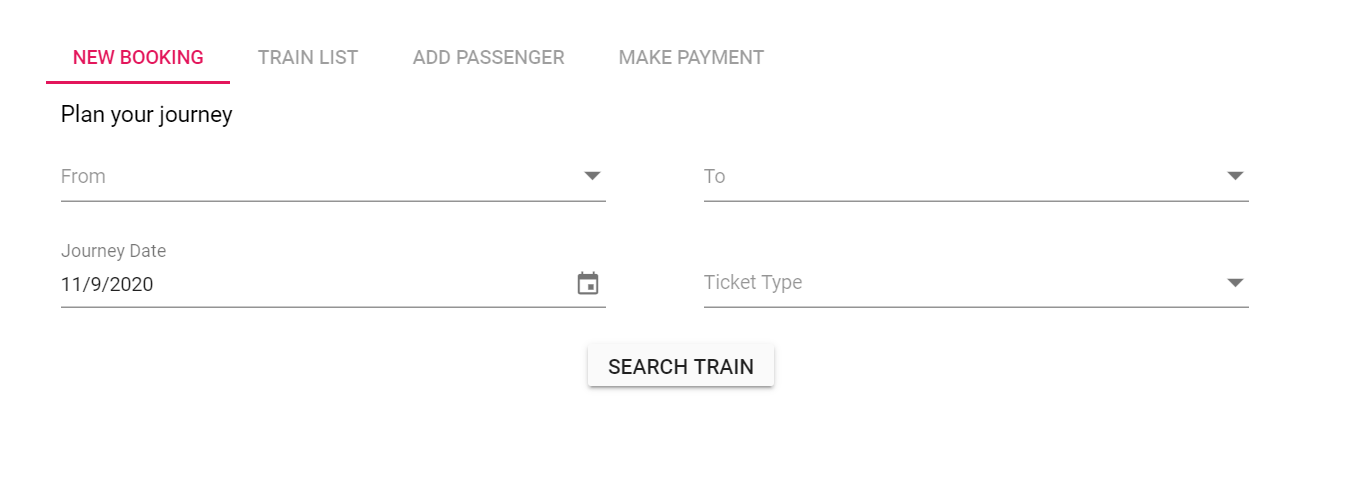 NEW BOOKING TRAIN LIST ADD PASSENGER MAKE PAYMENT
Plan your journey
From To
Journey Date
11/9/2020 Ticket Type
SEARCH TRAIN